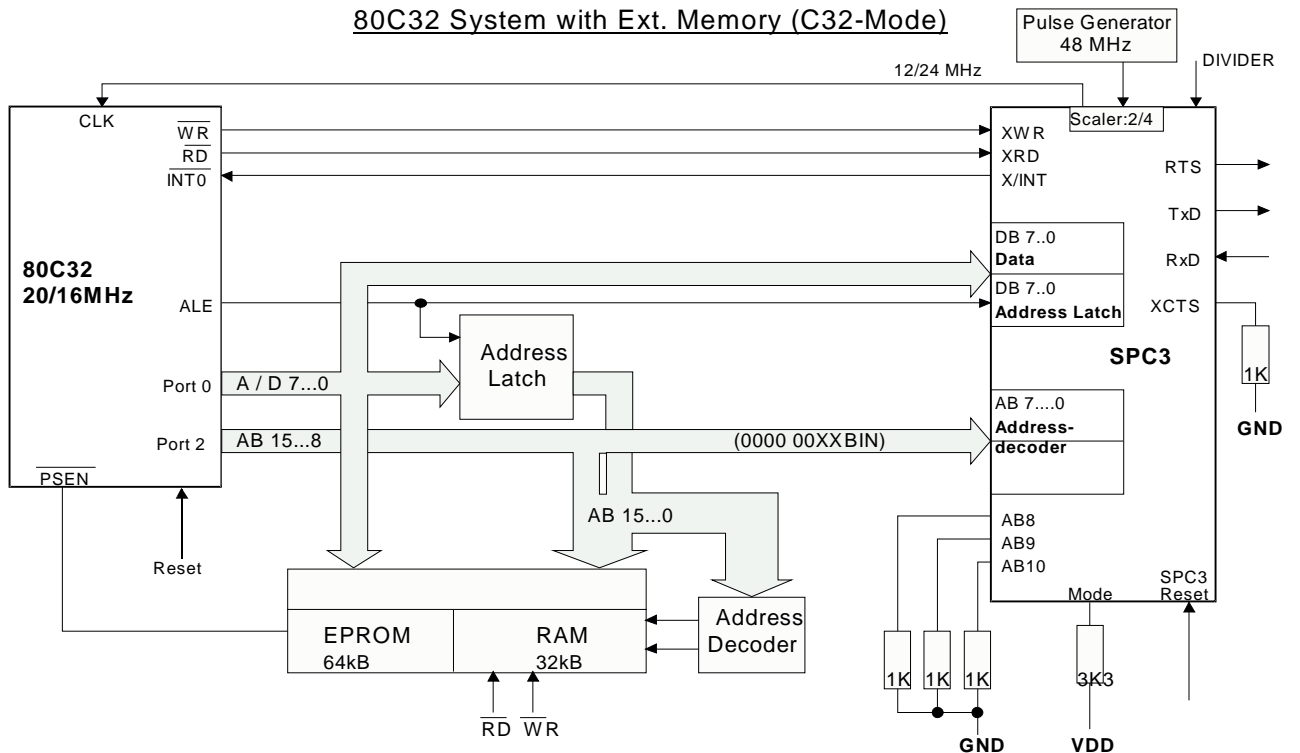 80C32 System with Ext. Memory (C32-Mode)
Pulse Generator
48 MHz
DIVIDER
12/24 MHz
CLK
Scaler:2/4
WR
RD
INT0
XWR
XRD
X/INT
RTS
TxD
RxD
XCTS
80C32
20/16MHz
DB 7..0
Data
DB 7..0
Address Latch
ALE
SPC3
Address
Latch
1K
GND
Port 0
A / D 7...0
AB 7....0
Address-
decoder
Port 2
AB 15...8
(0000 00XXBIN)
PSEN
AB 15...0
AB8
AB9
AB10
Reset
Mode
SPC3
Reset
EPROM
64kB
RAM
32kB
Address
Decoder
1K
1K
1K
3K3
RD
WR
GND
VDD